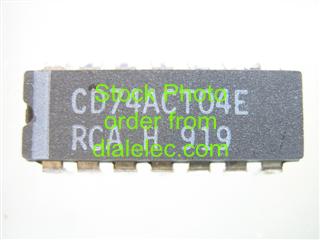 CD74ACT04E
RCA H 919
Stock Photo
order from
dialelec.com